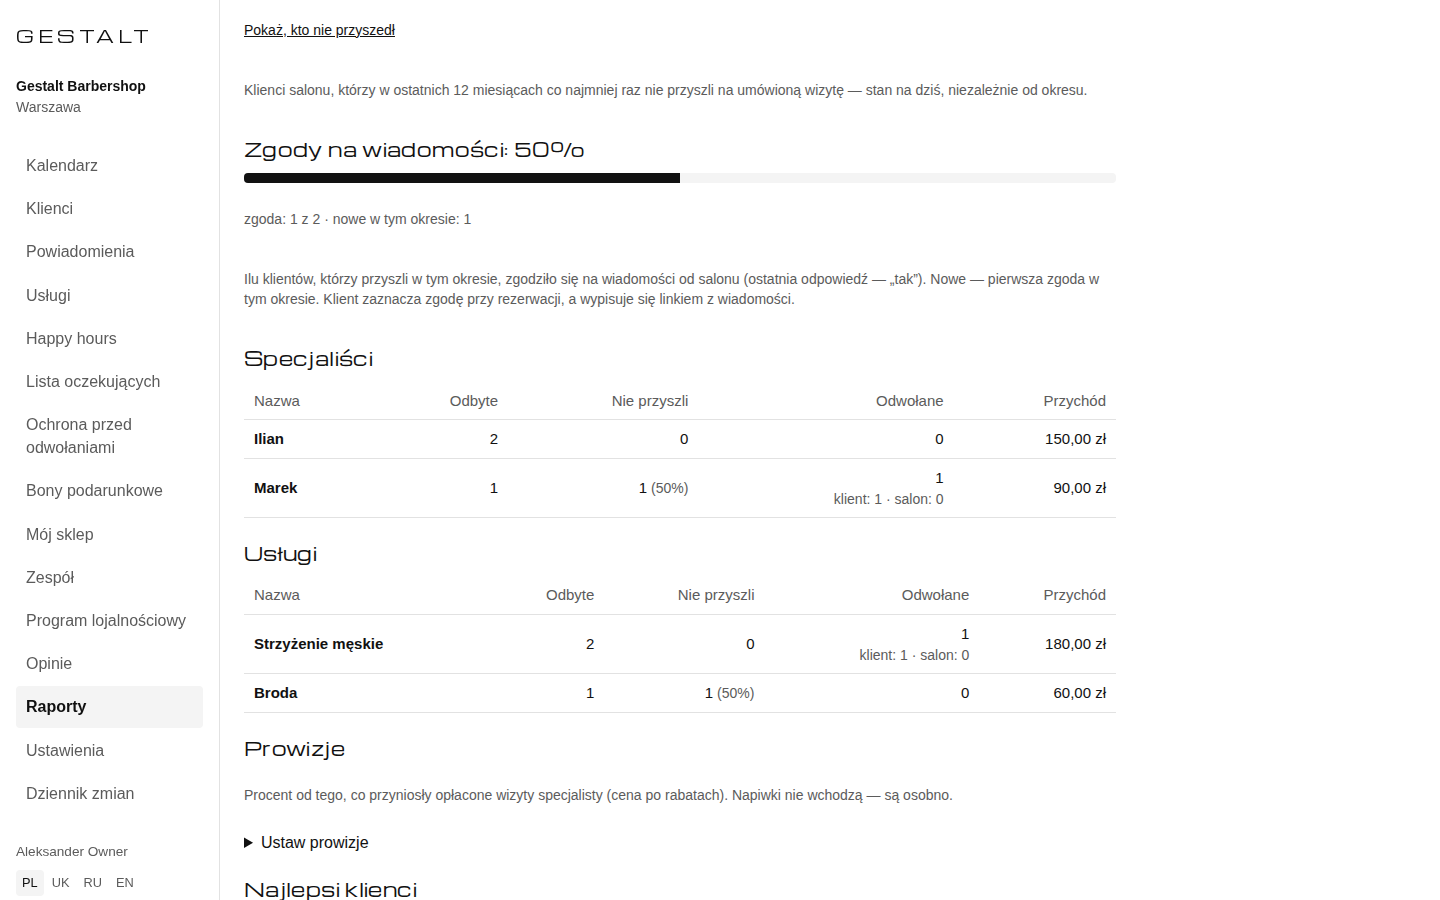 GESTALT
Gestalt Barbershop
Warszawa
Kalendarz
Klienci
Powiadomienia
Usługi
Happy hours
Lista oczekujących
Ochrona przed
odwołaniami
Bony podarunkowe
Mój sklep
Zespół
Program lojalnościowy
Opinie
Raporty
Ustawienia
Dziennik zmian
Aleksander Owner
PL UK RU EN
Pokaż, kto nie przyszedł
Klienci salonu, którzy w ostatnich 12 miesiącach co najmniej raz nie przyszli na umówioną wizytę — stan na dziś, niezależnie od okresu.
Zgody na wiadomości: 50%
zgoda: 1 z 2 · nowe w tym okresie: 1
Ilu klientów, którzy przyszli w tym okresie, zgodziło się na wiadomości od salonu (ostatnia odpowiedź — „tak”). Nowe — pierwsza zgoda w
tym okresie. Klient zaznacza zgodę przy rezerwacji, a wypisuje się linkiem z wiadomości.
Specjaliści
Nazwa Odbyte Nie przyszli Odwołane Przychód
Ilian 2 0 0 150,00 zł
Marek 1 1 (50%) 1 90,00 zł
klient: 1 · salon: 0
Usługi
Nazwa Odbyte Nie przyszli Odwołane Przychód
Strzyżenie męskie 2 0 1 180,00 zł
klient: 1 · salon: 0
Broda 1 1 (50%) 0 60,00 zł
Prowizje
Procent od tego, co przyniosły opłacone wizyty specjalisty (cena po rabatach). Napiwki nie wchodzą — są osobno.
Ustaw prowizje
Najlepsi klienci